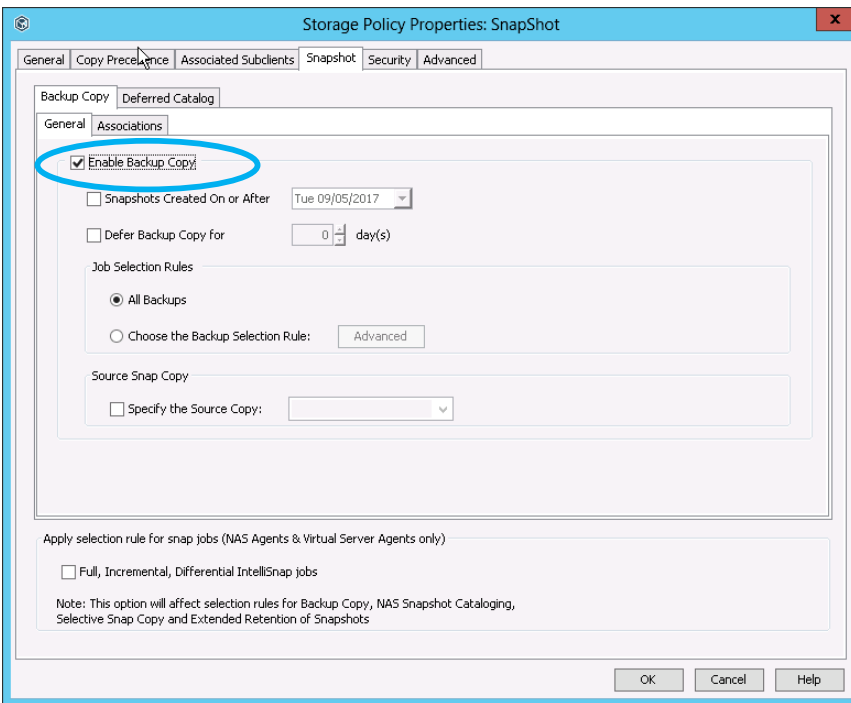 Storage Policy Properties: SnapShot
x
General Copy Precedence Associated Subclients Snapshot Security Advanced
Backup Copy Deferred Catalog
General Associations
Enable Backup Copy
Snapshots Created On or After Tue 09/05/2017
Defer Backup Copy for 0 day(s)
Job Selection Rules
All Backups
Choose the Backup Selection Rule: Advanced
Source Snap Copy
Specify the Source Copy:
Apply selection rule for snap jobs (NAS Agents & Virtual Server Agents only)
Full, Incremental, Differential IntelliSnap jobs
Note: This option will affect selection rules for Backup Copy, NAS Snapshot Cataloging,
Selective Snap Copy and Extended Retention of Snapshots
OK Cancel Help